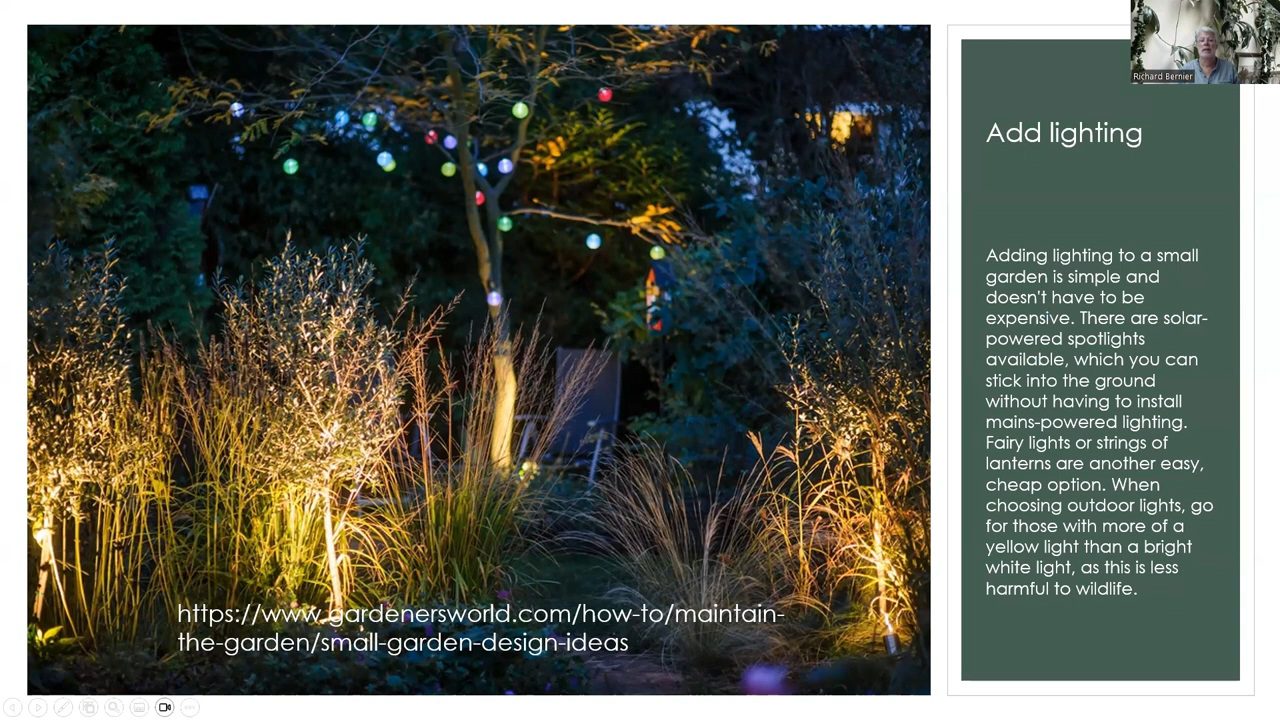 Richard Bernier
Add lighting
Adding lighting to a small
garden is simple and
doesn't have to be
expensive. There are solar-
powered spotlights
available, which you can
stick into the ground
without having to install
mains-powered lighting.
Fairy lights or strings of
lanterns are another easy,
cheap option. When
choosing outdoor lights, go
for those with more of a
yellow light than a bright
white light, as this is less
harmful to wildlife.
https://www.gardenersworld.com/how-to/maintain-
the-garden/small-garden-design-ideas